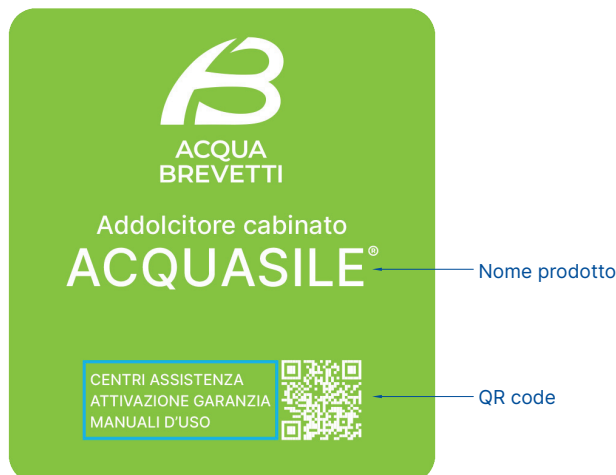 ACQUA
BREVETTI
Addolcitore cabinato
ACQUASILE®
Nome prodotto
CENTRI ASSISTENZA
ATTIVAZIONE GARANZIA
MANUALI D'USO
QR code